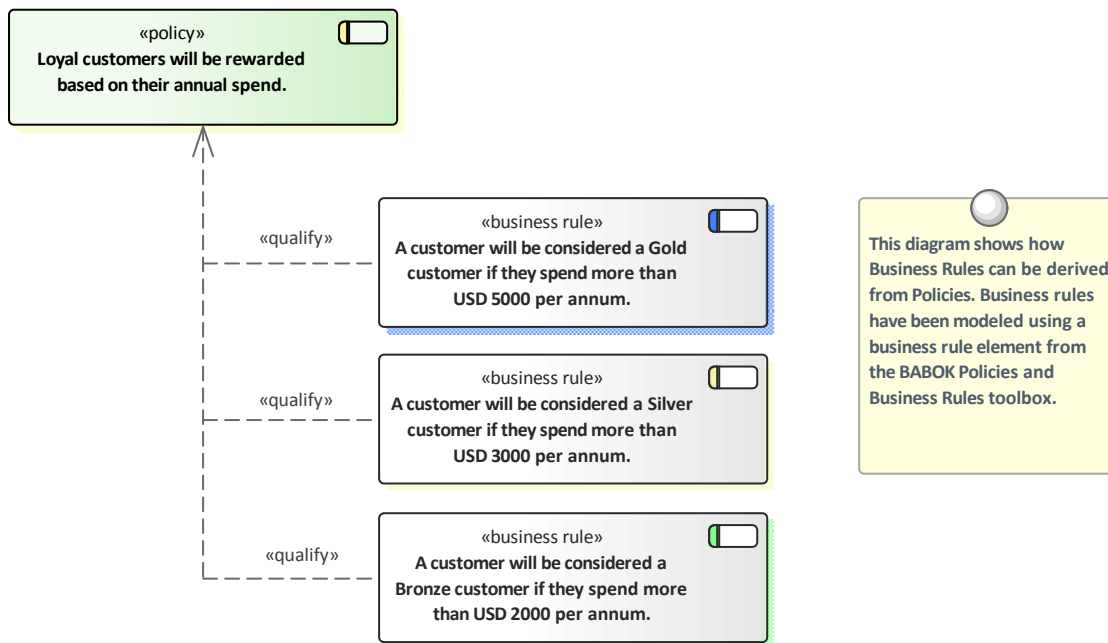 «policy»
Loyal customers will be rewarded
based on their annual spend.
«qualify»
«business rule»
A customer will be considered a Gold
customer if they spend more than
USD 5000 per annum.
«qualify»
«business rule»
A customer will be considered a Silver
customer if they spend more than
USD 3000 per annum.
«qualify»
«business rule»
A customer will be considered a
Bronze customer if they spend more
than USD 2000 per annum.
This diagram shows how
Business Rules can be derived
from Policies. Business rules
have been modeled using a
business rule element from
the BABOK Policies and
Business Rules toolbox.